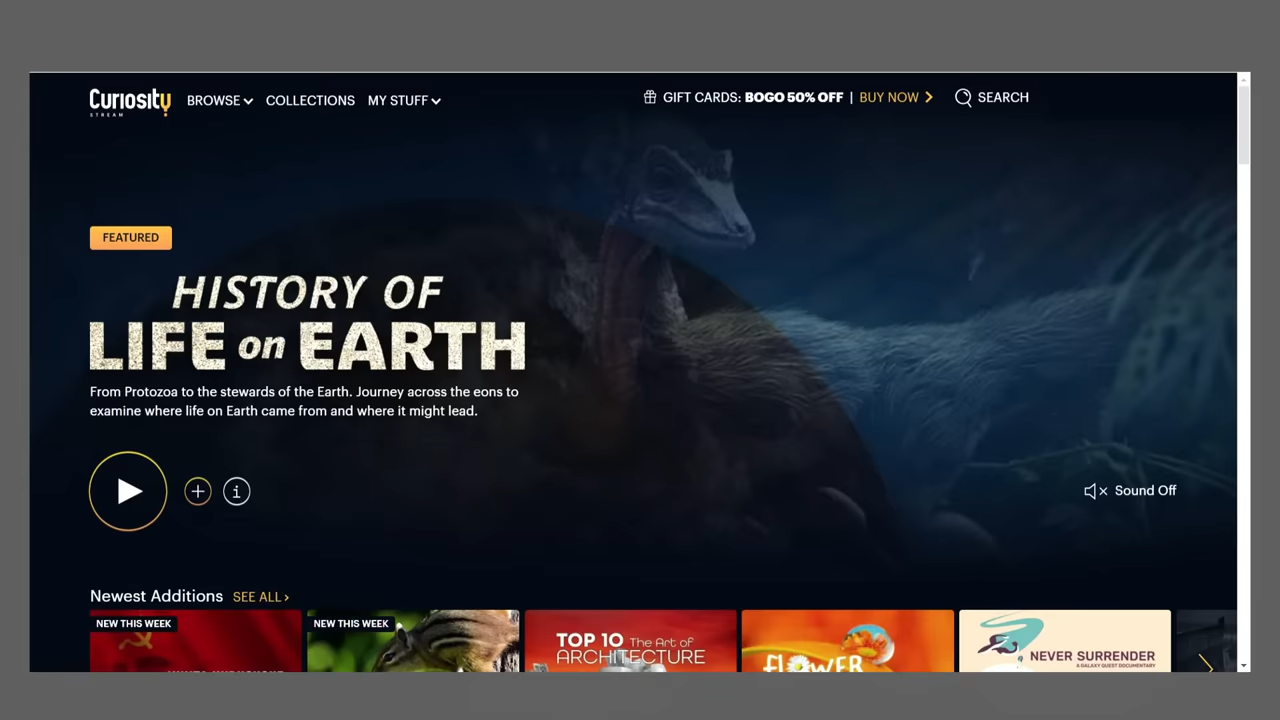 Curiosity
STREAM
BROWSE
COLLECTIONS
MY STUFF
GIFT CARDS: BOGO 50% OFF | BUY NOW
SEARCH
FEATURED
HISTORY OF
LIFE on EARTH
From Protozoa to the stewards of the Earth. Journey across the eons to
examine where life on Earth came from and where it might lead.
Sound Off
Newest Additions SEE ALL
NEW THIS WEEK
NEW THIS WEEK
TOP 10 The Art of
ARCHITECTURE
FLOWER
NEVER SURRENDER
A GALAXY QUEST DOCUMENTARY